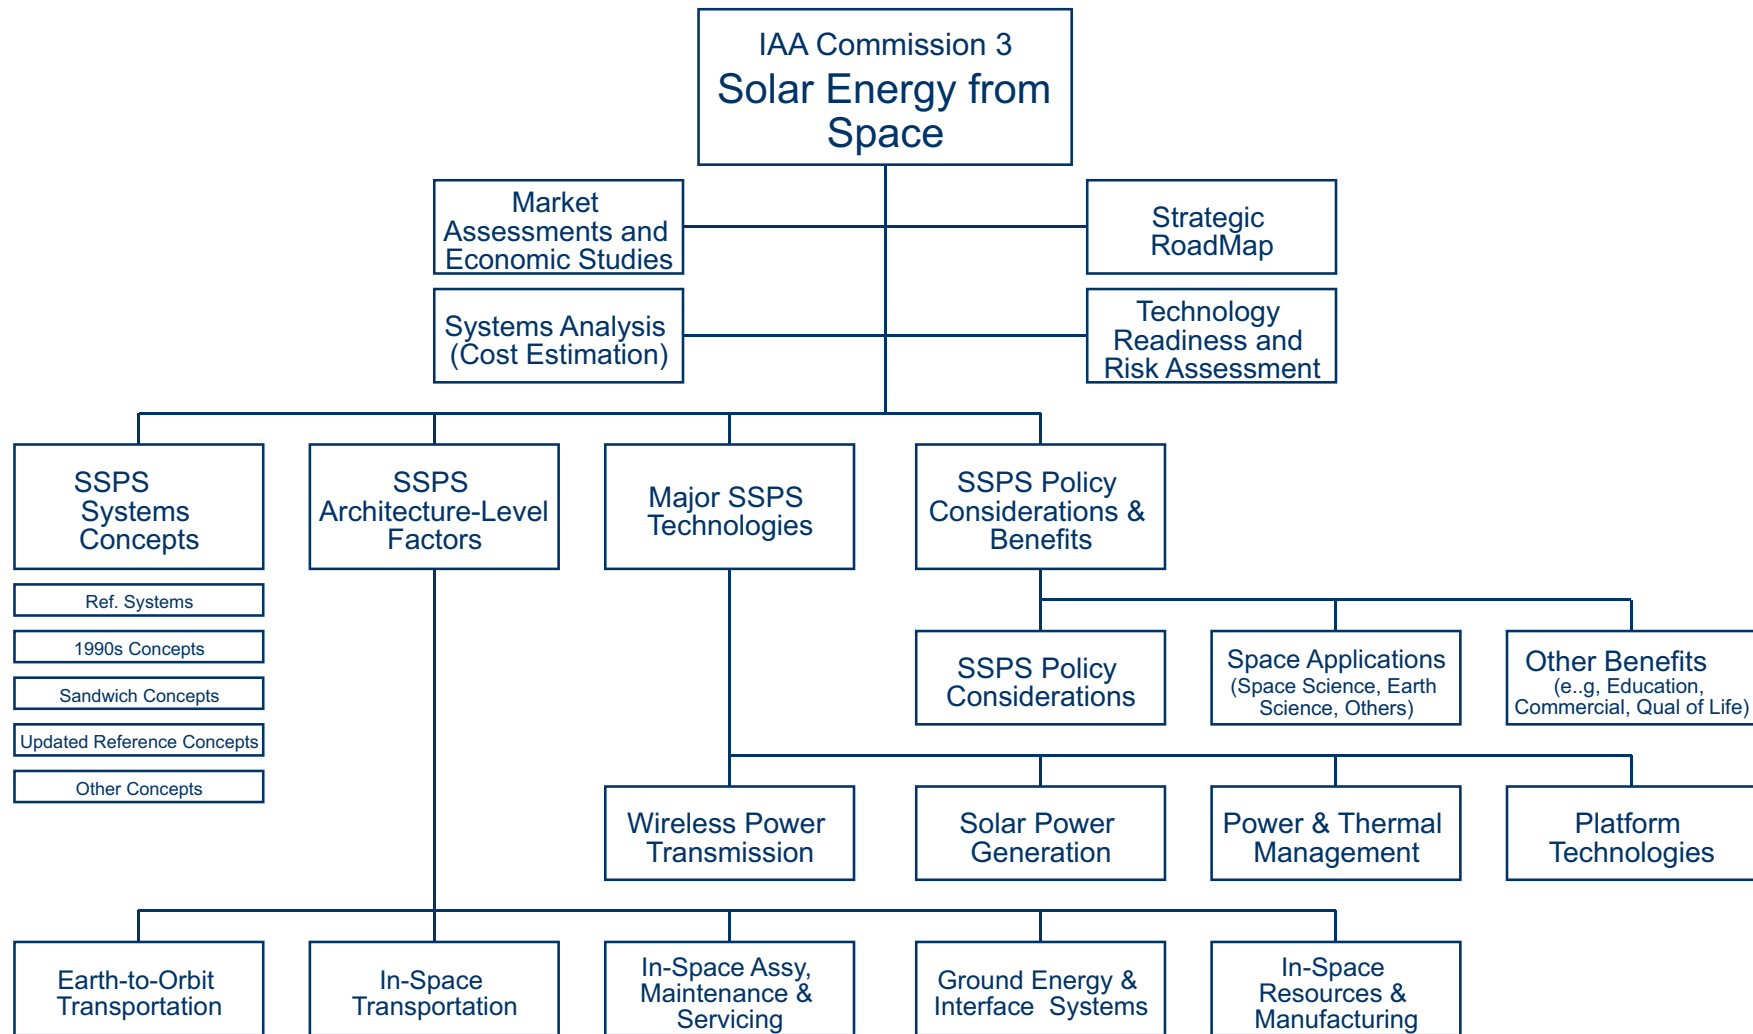 IAA Commission 3
Solar Energy from
Space
Market
Assessments and
Economic Studies
Strategic
RoadMap
Systems Analysis
(Cost Estimation)
Technology
Readiness and
Risk Assessment
SSPS
Systems
Concepts
SSPS
Architecture-Level
Factors
Major SSPS
Technologies
SSPS Policy
Considerations &
Benefits
Ref. Systems
1990s Concepts
Sandwich Concepts
Updated Reference Concepts
Other Concepts
SSPS Policy
Considerations
Space Applications
(Space Science, Earth
Science, Others)
Other Benefits
(e..g, Education,
Commercial, Qual of Life)
Wireless Power
Transmission
Solar Power
Generation
Power & Thermal
Management
Platform
Technologies
Earth-to-Orbit
Transportation
In-Space
Transportation
In-Space Assy,
Maintenance &
Servicing
Ground Energy &
Interface Systems
In-Space
Resources &
Manufacturing